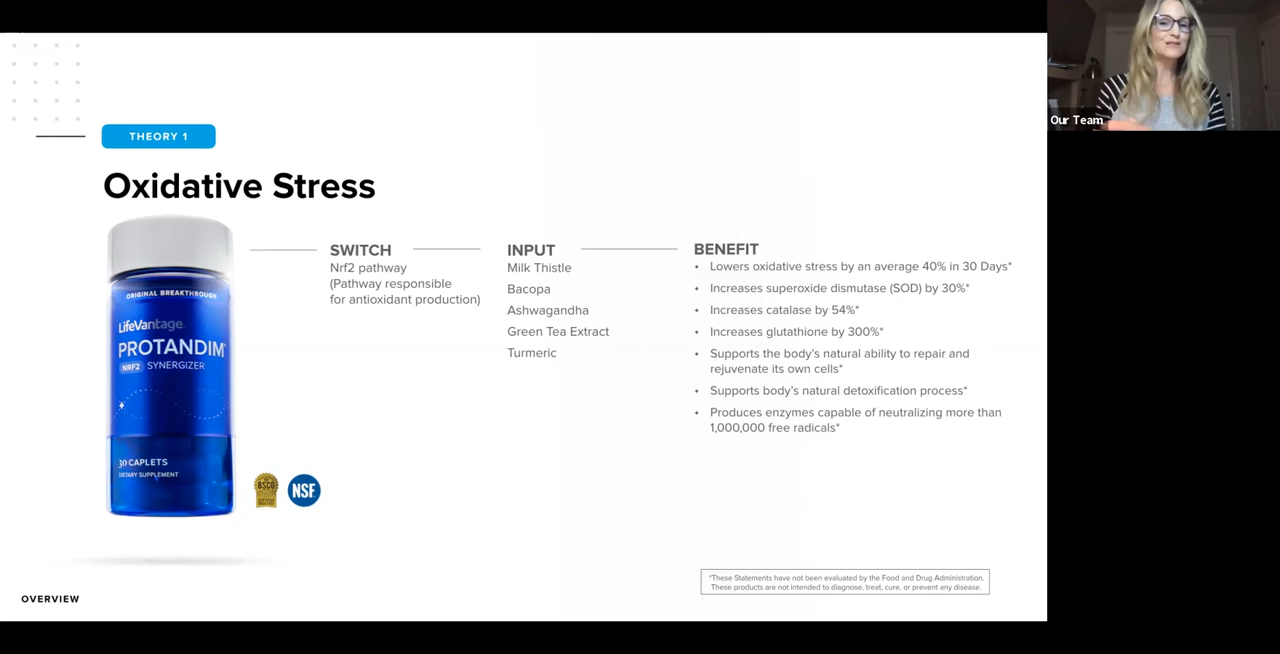 THEORY 1
Oxidative Stress
ORIGINAL BREAKTHROUGH
LifeVantage
PROTANDIM
NRF2 SYNERGIZER
30 CAPLETS
DIETARY SUPPLEMENT
BSCG
NSF
SWITCH
Nrf2 pathway
(Pathway responsible
for antioxidant production)
INPUT
Milk Thistle
Bacopa
Ashwagandha
Green Tea Extract
Turmeric
BENEFIT
• Lowers oxidative stress by an average 40% in 30 Days*
• Increases superoxide dismutase (SOD) by 30%*
• Increases catalase by 54%*
• Increases glutathione by 300%*
• Supports the body's natural ability to repair and
rejuvenate its own cells*
• Supports body's natural detoxification process*
• Produces enzymes capable of neutralizing more than
1,000,000 free radicals*
*These Statements have not been evaluated by the Food and Drug Administration.
These products are not intended to diagnose, treat, cure, or prevent any disease.
OVERVIEW
Our Team